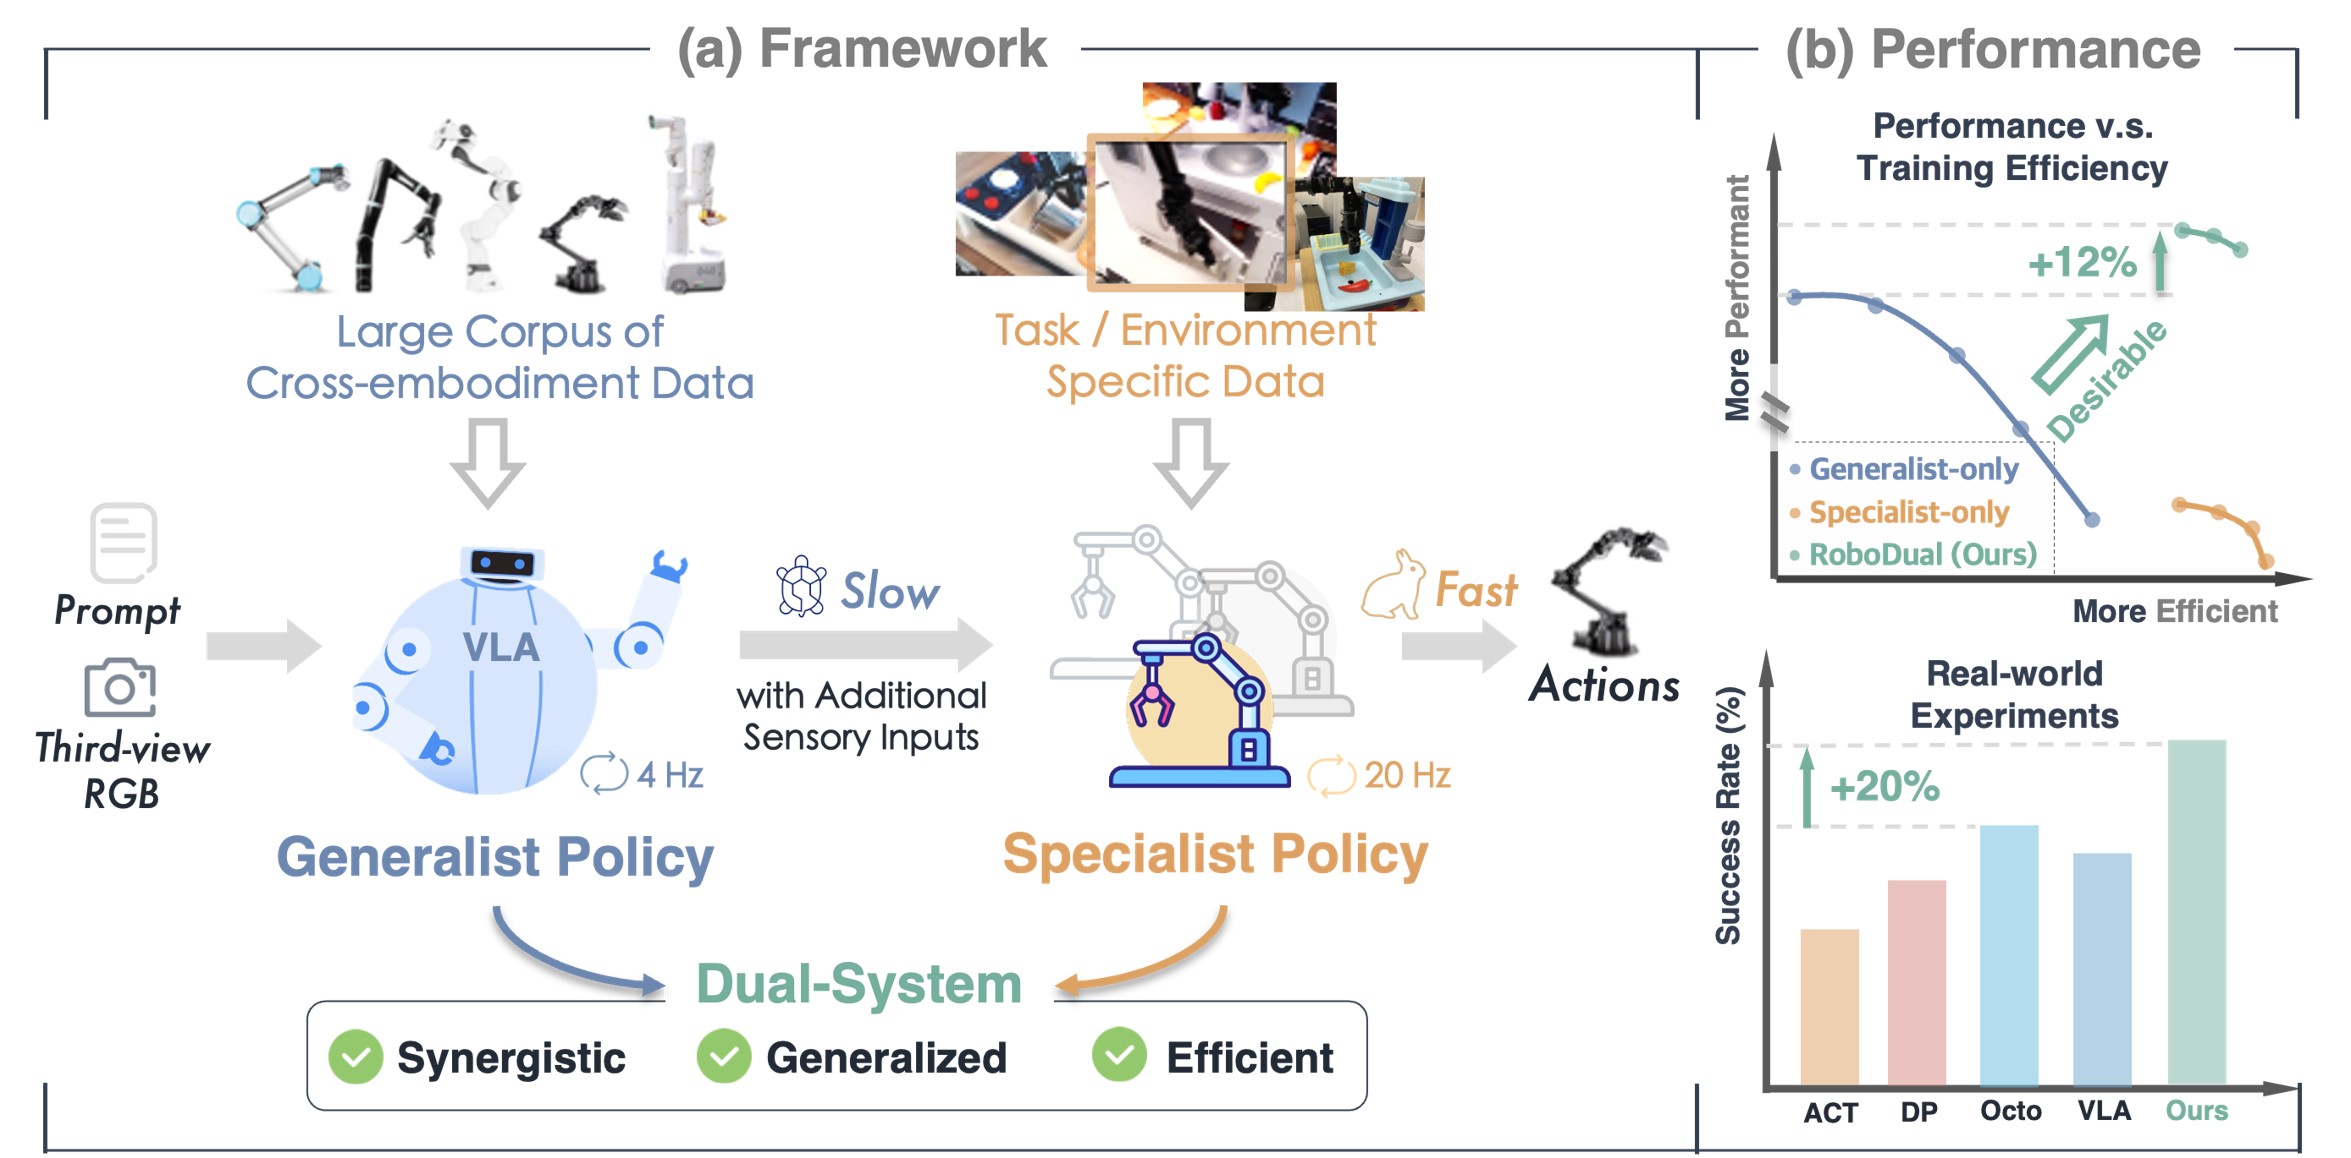 (a) Framework
Large Corpus of
Cross-embodiment Data
Task / Environment
Specific Data
Prompt
Third-view
RGB
VLA
4 Hz
Generalist Policy
Slow
with Additional
Sensory Inputs
20 Hz
Specialist Policy
Fast
Actions
Dual-System
Synergistic
Generalized
Efficient
(b) Performance
Performance v.s.
Training Efficiency
More Performant
+12%
Desirable
Generalist-only
Specialist-only
RoboDual (Ours)
More Efficient
Real-world
Experiments
Success Rate (%)
+20%
ACT
DP
Octo
VLA
Ours